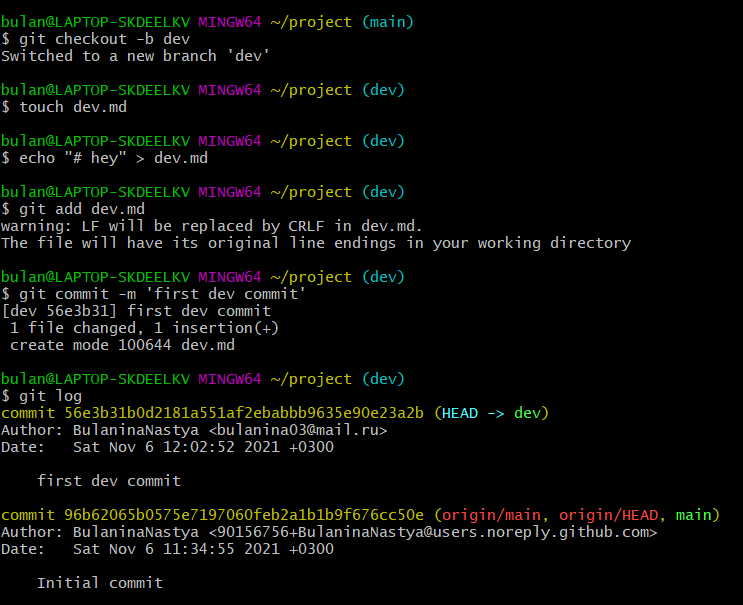 bulan@LAPTOP-SKDEELKV MINGW64 ~/project (main)
$ git checkout -b dev
Switched to a new branch 'dev'
bulan@LAPTOP-SKDEELKV MINGW64 ~/project (dev)
$ touch dev.md
bulan@LAPTOP-SKDEELKV MINGW64 ~/project (dev)
$ echo "# hey" > dev.md
bulan@LAPTOP-SKDEELKV MINGW64 ~/project (dev)
$ git add dev.md
warning: LF will be replaced by CRLF in dev.md.
The file will have its original line endings in your working directory
bulan@LAPTOP-SKDEELKV MINGW64 ~/project (dev)
$ git commit -m 'first dev commit'
[dev 56e3b31] first dev commit
 1 file changed, 1 insertion(+)
 create mode 100644 dev.md
bulan@LAPTOP-SKDEELKV MINGW64 ~/project (dev)
$ git log
commit 56e3b31b0d2181a551af2ebabbb9635e90e23a2b (HEAD -> dev)
Author: BulaninaNastya <bulanina03@mail.ru>
Date:   Sat Nov 6 12:02:52 2021 +0300
    first dev commit
commit 96b62065b0575e7197060feb2a1b1b9f676cc50e (origin/main, origin/HEAD, main)
Author: BulaninaNastya <90156756+BulaninaNastya@users.noreply.github.com>
Date:   Sat Nov 6 11:34:55 2021 +0300
    Initial commit